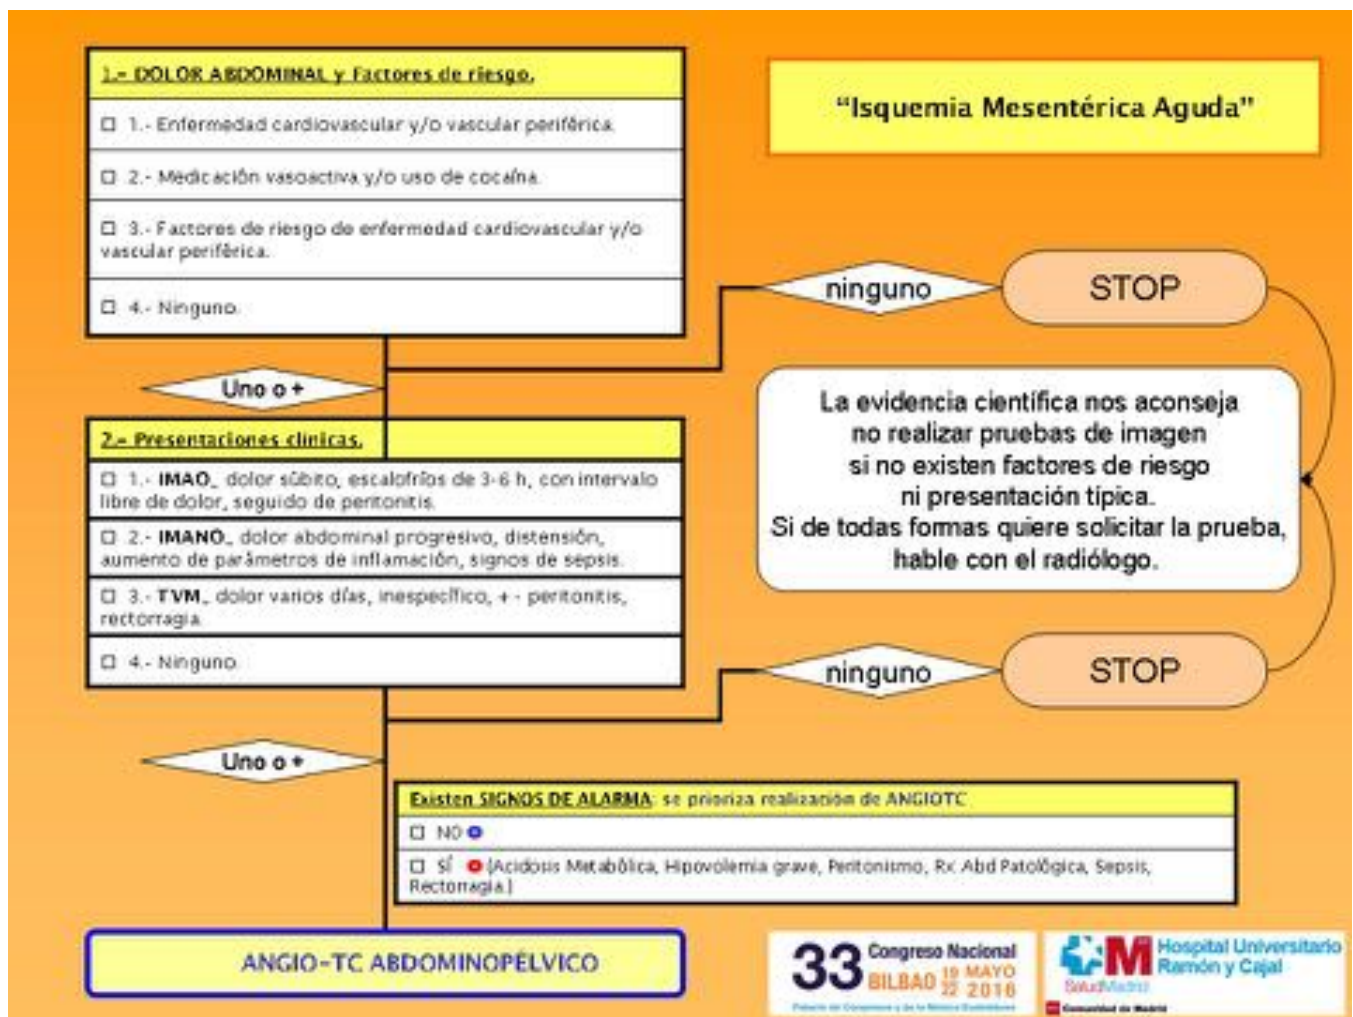 1.- DOLOR ABDOMINAL y Factores de riesgo.
☐ 1.- Enfermedad cardiovascular y/o vascular periférica.
☐ 2.- Medicación vasoactiva y/o uso de cocaína.
☐ 3.- Factores de riesgo de enfermedad cardiovascular y/o
vascular periférica.
☐ 4.- Ninguno.
"Isquemia Mesentérica Aguda"
ninguno
STOP
Uno o +
La evidencia científica nos aconseja
no realizar pruebas de imagen
si no existen factores de riesgo
ni presentación típica.
Si de todas formas quiere solicitar la prueba,
hable con el radiólogo.
2.- Presentaciones clínicas.
☐ 1.- IMAO, dolor súbito, escalofríos de 3-6 h, con intervalo
libre de dolor, seguido de peritonitis.
☐ 2.- IMANO, dolor abdominal progresivo, distensión,
aumento de parámetros de inflamación, signos de sepsis.
☐ 3.- TVM, dolor varios días, inespecífico, + - peritonitis,
rectorragia.
☐ 4.- Ninguno.
ninguno
STOP
Uno o +
Existen SIGNOS DE ALARMA: se prioriza realización de ANGIOTC
☐ NO
☐ SÍ (Acidosis Metabólica, Hipovolemia grave, Peritonismo, Rx Abd Patológica, Sepsis,
Rectorragia.)
ANGIO-TC ABDOMINOPÉLVICO
33 Congreso Nacional
BILBAO 19 22 MAYO 2016
Hospital Universitario
Ramón y Cajal
SaludMadrid
Comunidad de Madrid